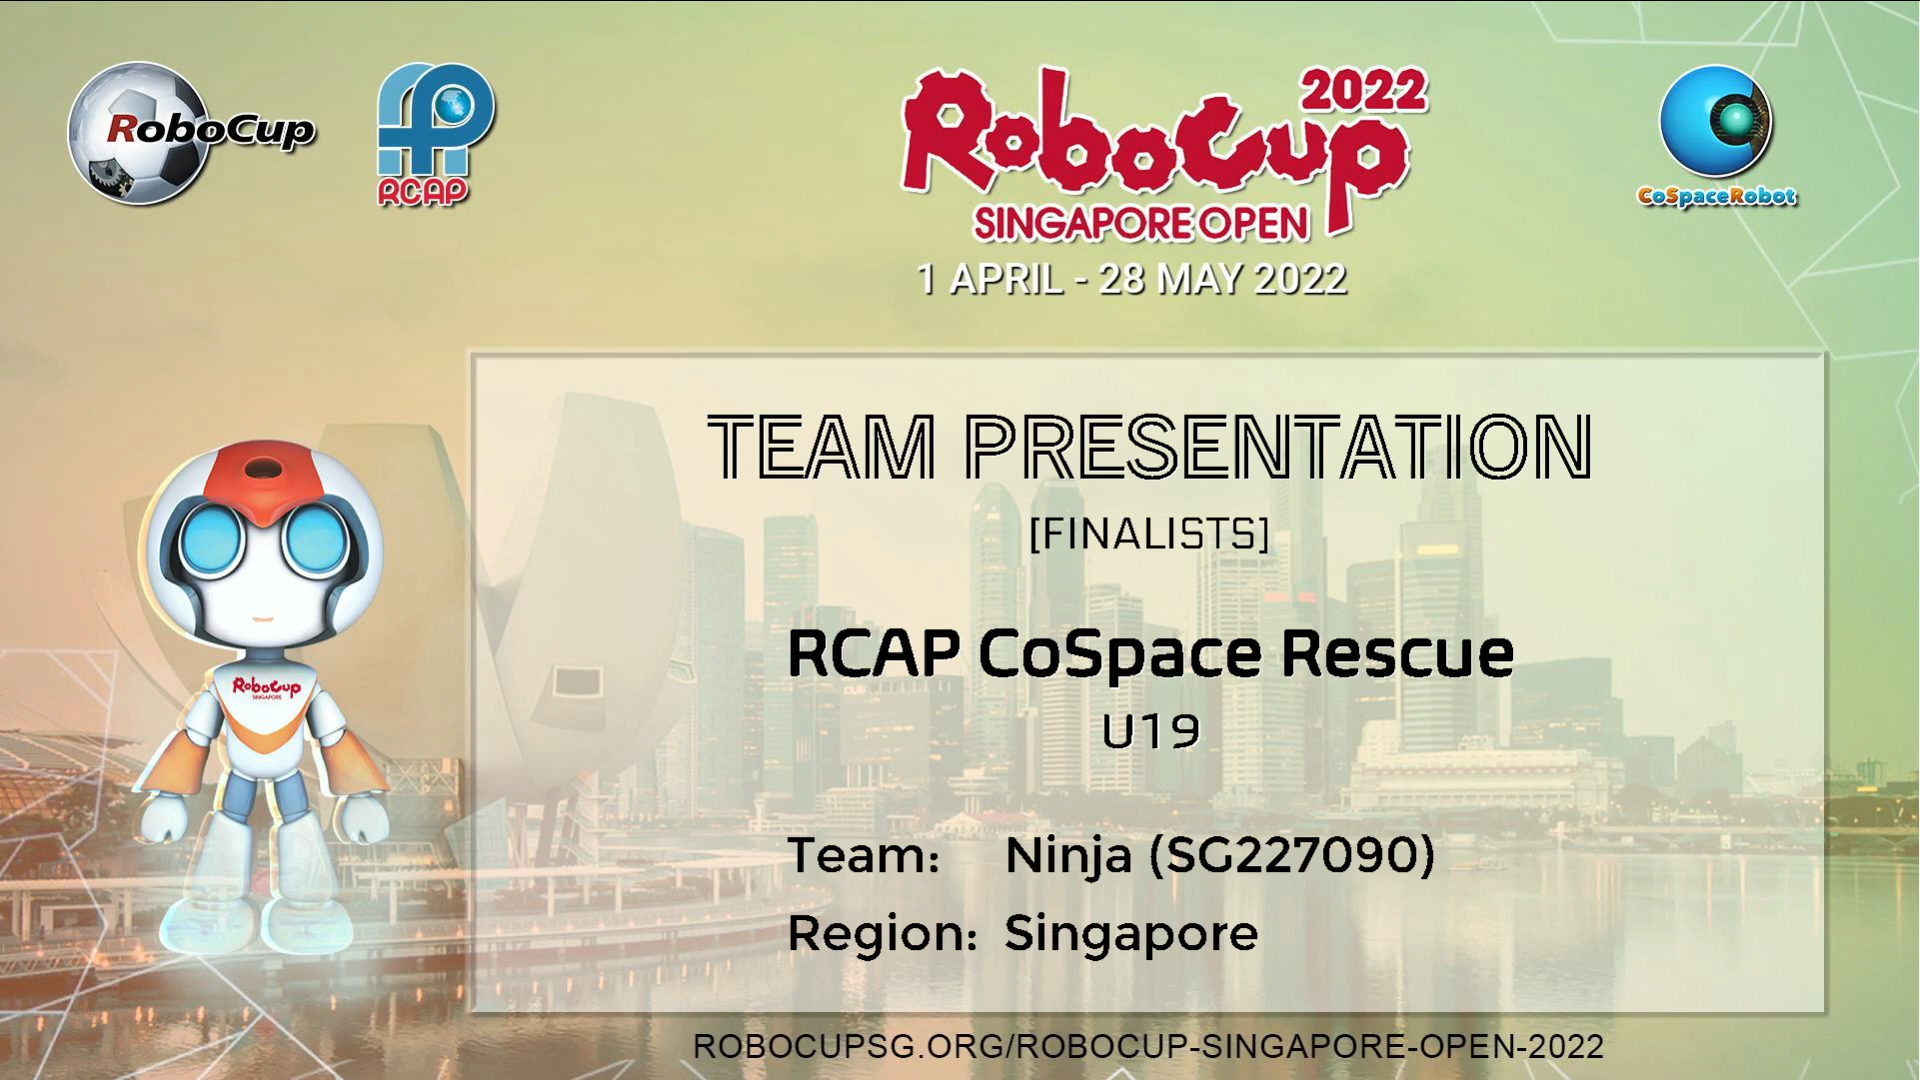 RoboCup
RCAP
RoboCup 2022
SINGAPORE OPEN
1 APRIL - 28 MAY 2022
CoSpaceRobot
TEAM PRESENTATION
[FINALISTS]
RCAP CoSpace Rescue
U19
RoboCup
SINGAPORE
Team: Ninja (SG227090)
Region: Singapore
ROBOCUPSG.ORG/ROBOCUP-SINGAPORE-OPEN-2022